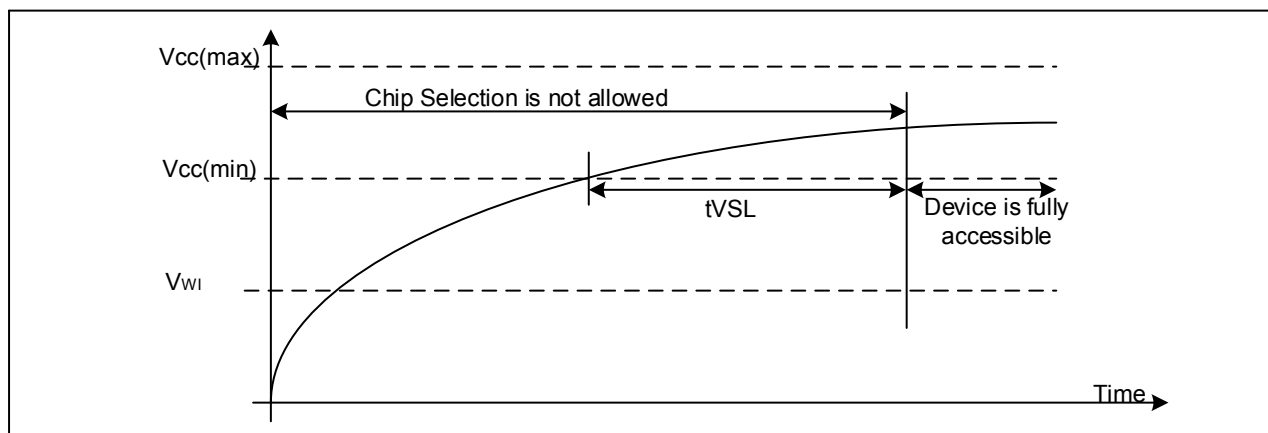 Vcc(max)
Chip Selection is not allowed
Vcc(min)
tVSL
Device is fully
accessible
VWI
Time